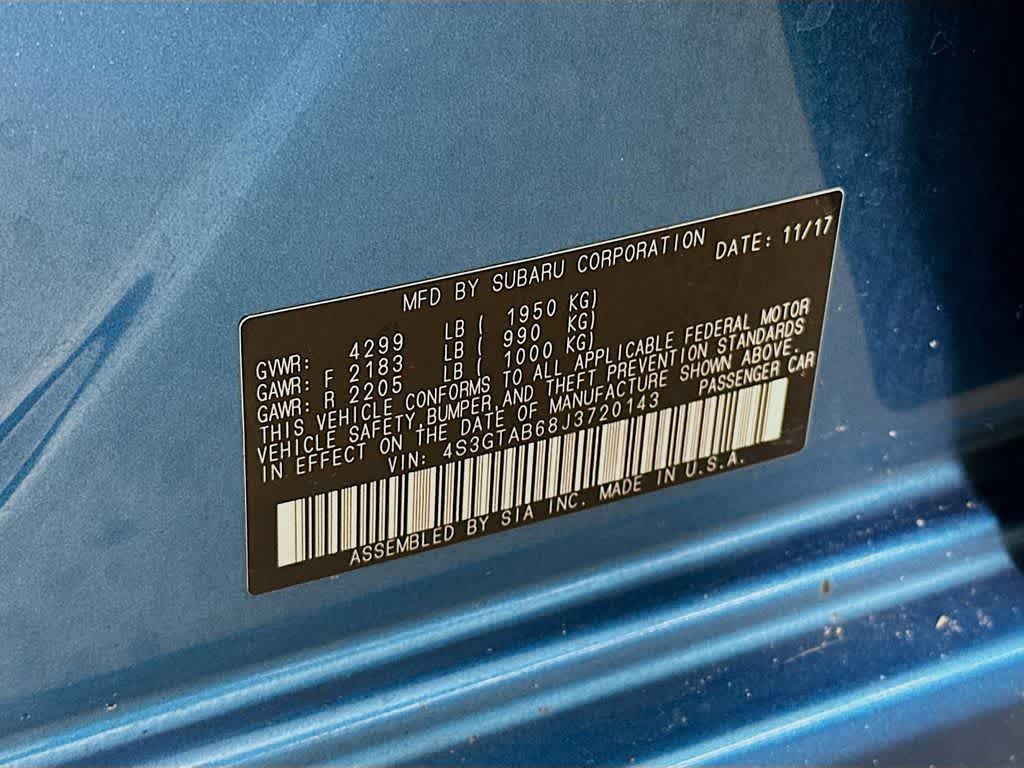 MFD BY SUBARU CORPORATION DATE: 11/17
GVWR: 4299 LB ( 1950 KG)
GAWR: F 2183 LB ( 990 KG)
GAWR: R 2205 LB ( 1000 KG)
THIS VEHICLE CONFORMS TO ALL APPLICABLE FEDERAL MOTOR
VEHICLE SAFETY,BUMPER,AND THEFT PREVENTION STANDARDS
IN EFFECT ON THE DATE OF MANUFACTURE SHOWN ABOVE.
VIN: 4S3GTAB68J3720143 PASSENGER CAR
ASSEMBLED BY SIA INC. MADE IN U.S.A.